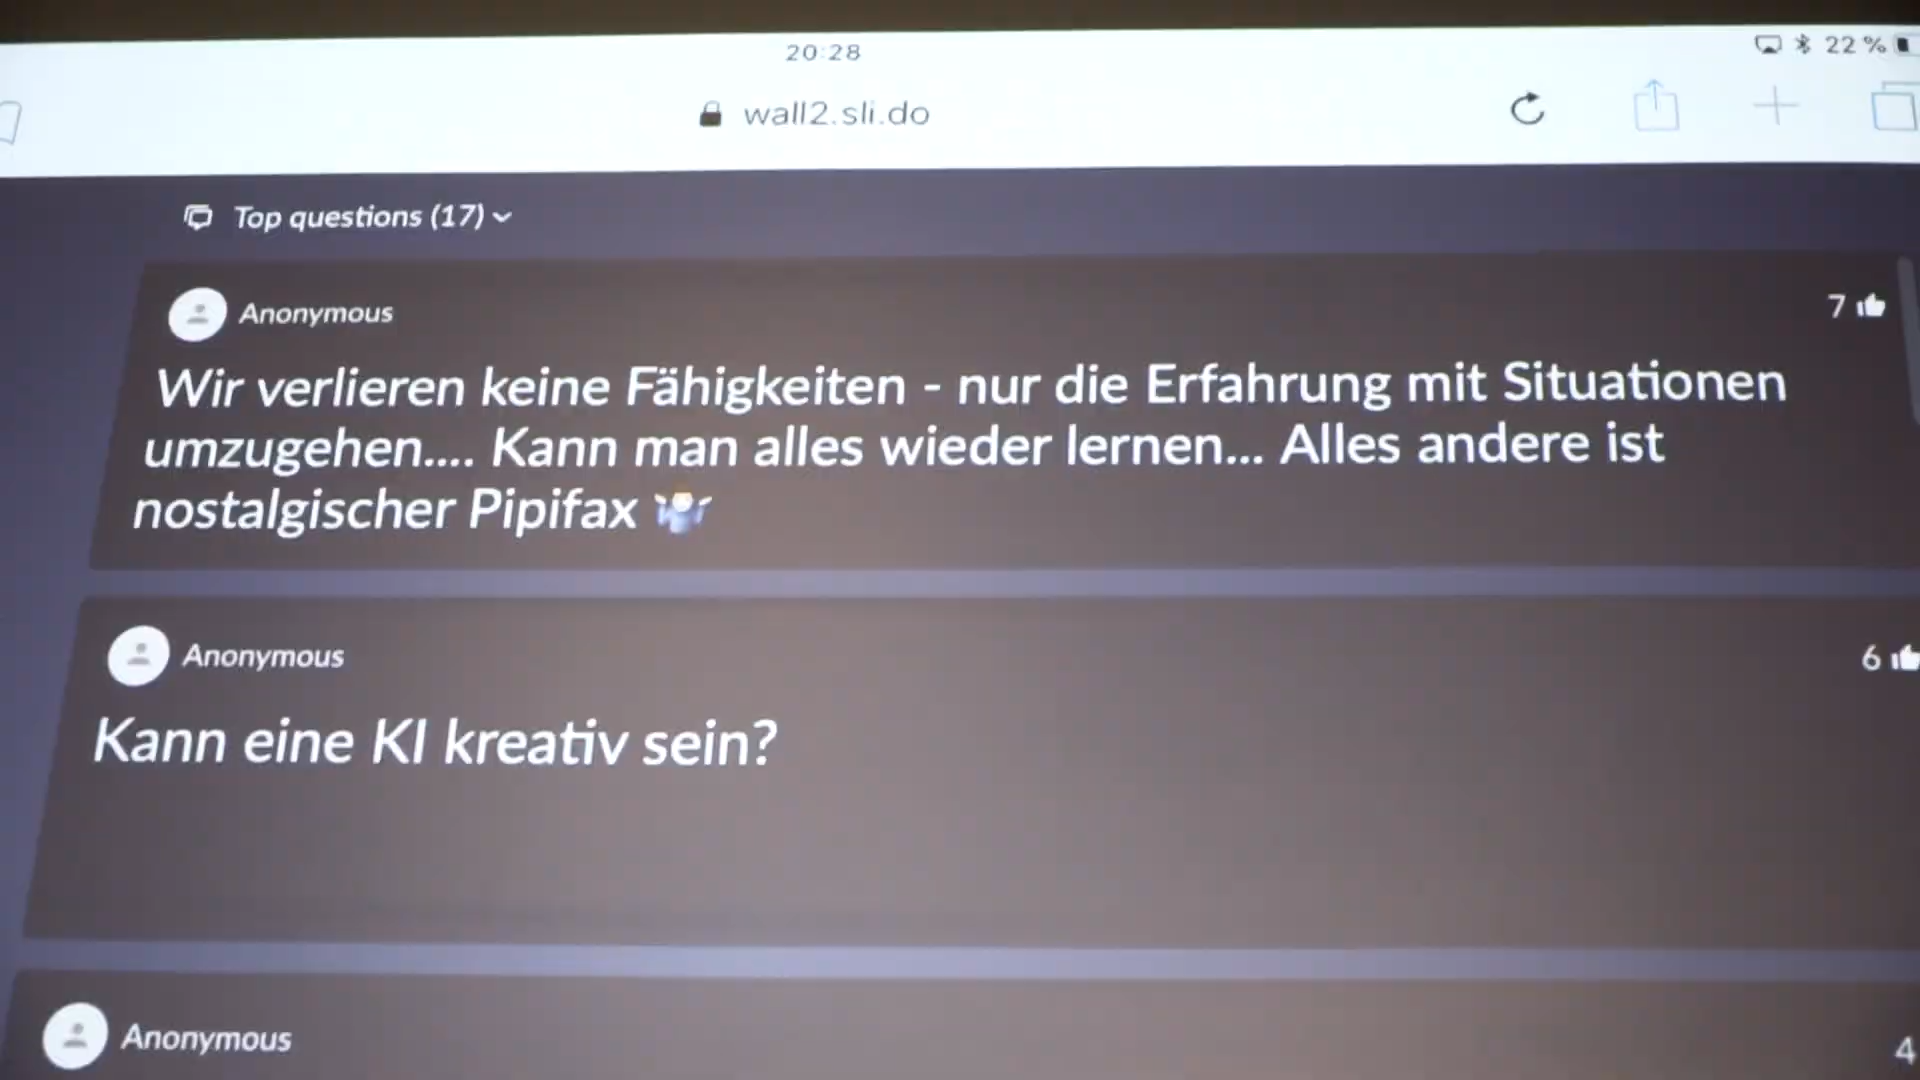 20:28
22 %
wall2.sli.do
Top questions (17)
Anonymous
7
Wir verlieren keine Fähigkeiten - nur die Erfahrung mit Situationen
umzugehen.... Kann man alles wieder lernen... Alles andere ist
nostalgischer Pipifax 🤷
Anonymous
6
Kann eine KI kreativ sein?
Anonymous
4